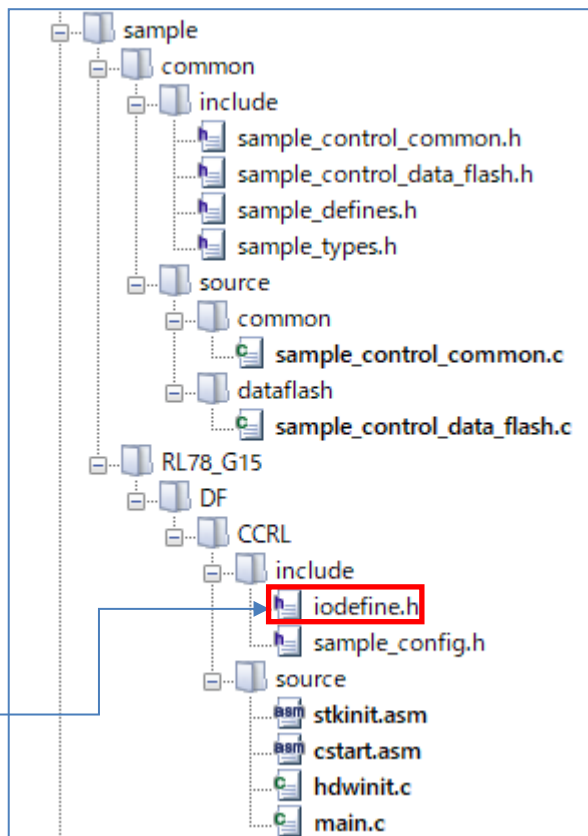 sample
common
include
sample_control_common.h
sample_control_data_flash.h
sample_defines.h
sample_types.h
source
common
sample_control_common.c
dataflash
sample_control_data_flash.c
RL78_G15
DF
CCRL
include
iodefine.h
sample_config.h
source
stkinit.asm
cstart.asm
hdwinit.c
main.c